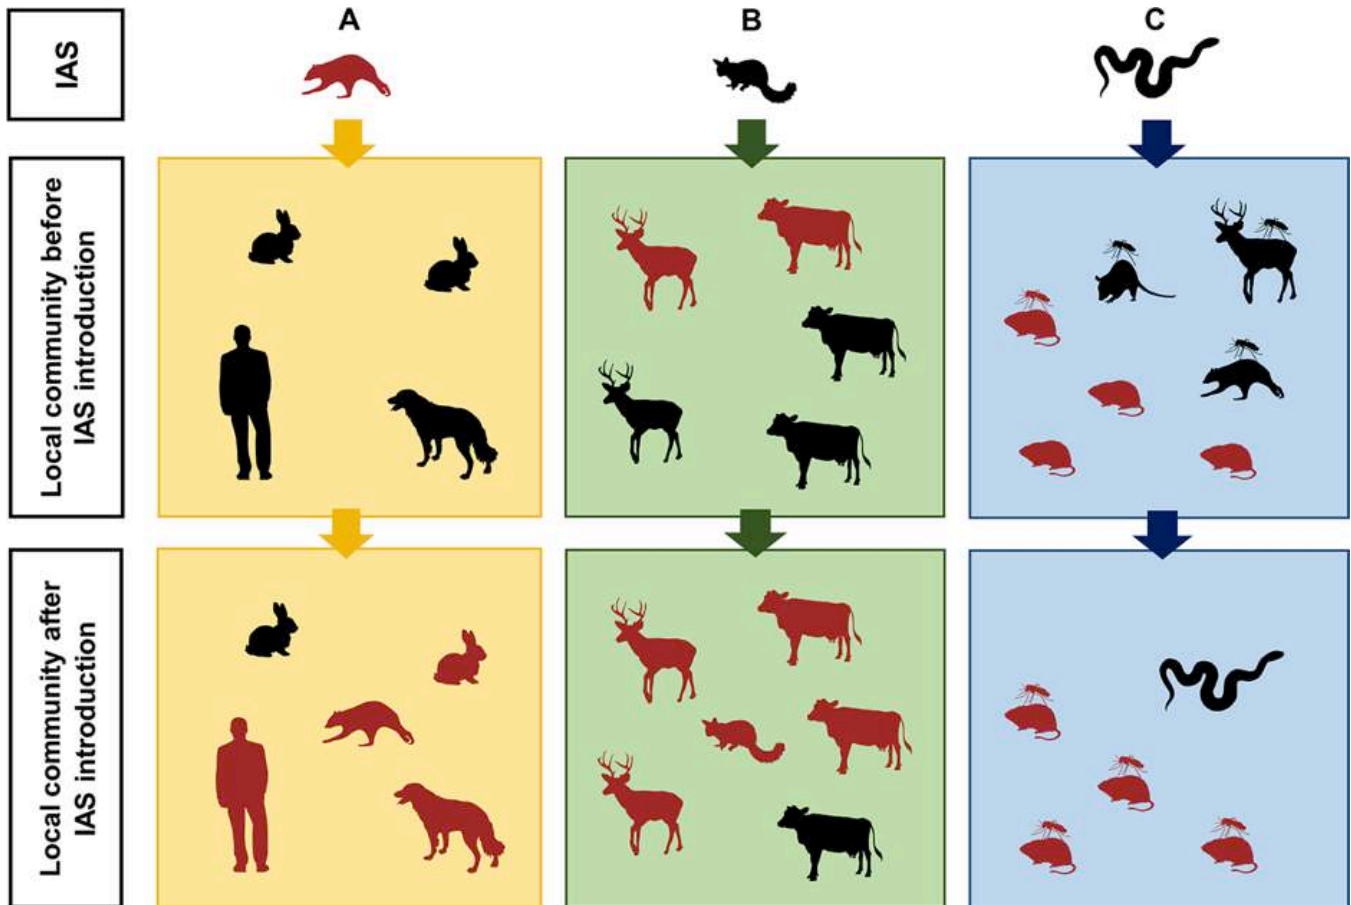 A
B
C
IAS
Local community before
IAS introduction
Local community after
IAS introduction